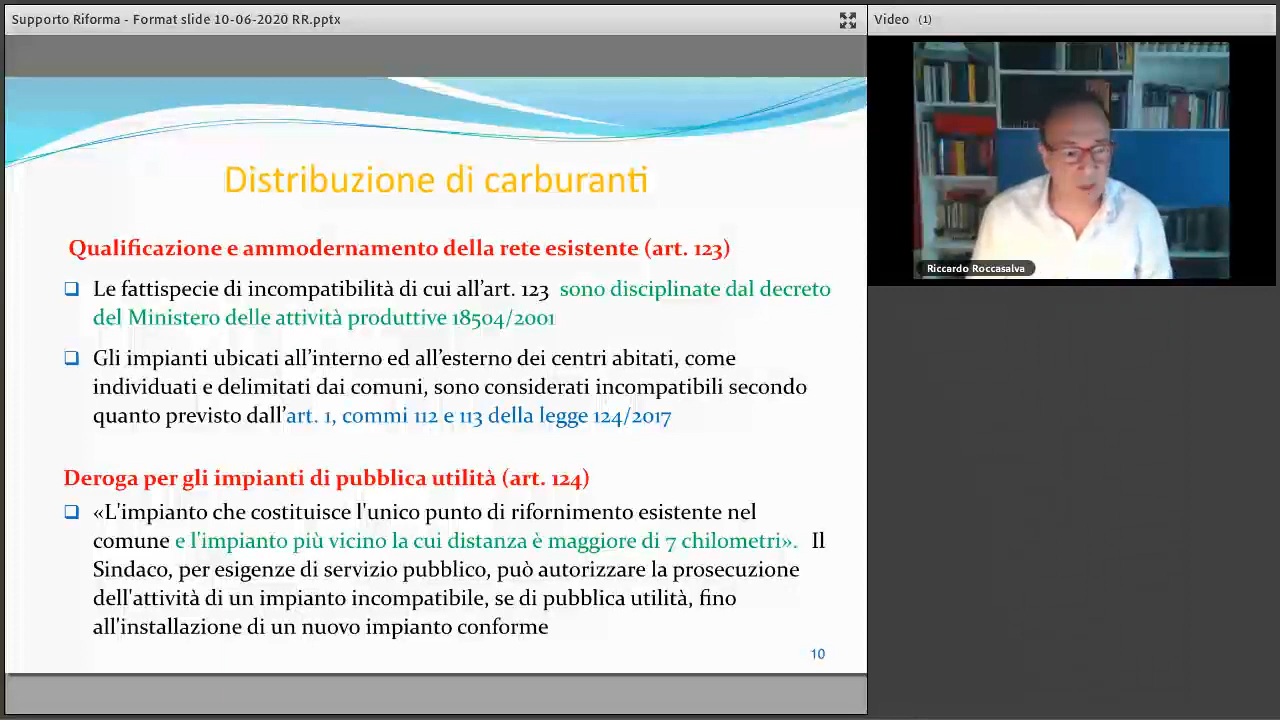 Supporto Riforma - Format slide 10-06-2020 RR.pptx
Video (1)
Riccardo Roccasalva
Distribuzione di carburanti
Qualificazione e ammodernamento della rete esistente (art. 123)
❑ Le fattispecie di incompatibilità di cui all'art. 123 sono disciplinate dal decreto
del Ministero delle attività produttive 18504/2001
❑ Gli impianti ubicati all'interno ed all'esterno dei centri abitati, come
individuati e delimitati dai comuni, sono considerati incompatibili secondo
quanto previsto dall'art. 1, commi 112 e 113 della legge 124/2017
Deroga per gli impianti di pubblica utilità (art. 124)
❑ «L'impianto che costituisce l'unico punto di rifornimento esistente nel
comune e l'impianto più vicino la cui distanza è maggiore di 7 chilometri». Il
Sindaco, per esigenze di servizio pubblico, può autorizzare la prosecuzione
dell'attività di un impianto incompatibile, se di pubblica utilità, fino
all'installazione di un nuovo impianto conforme
10